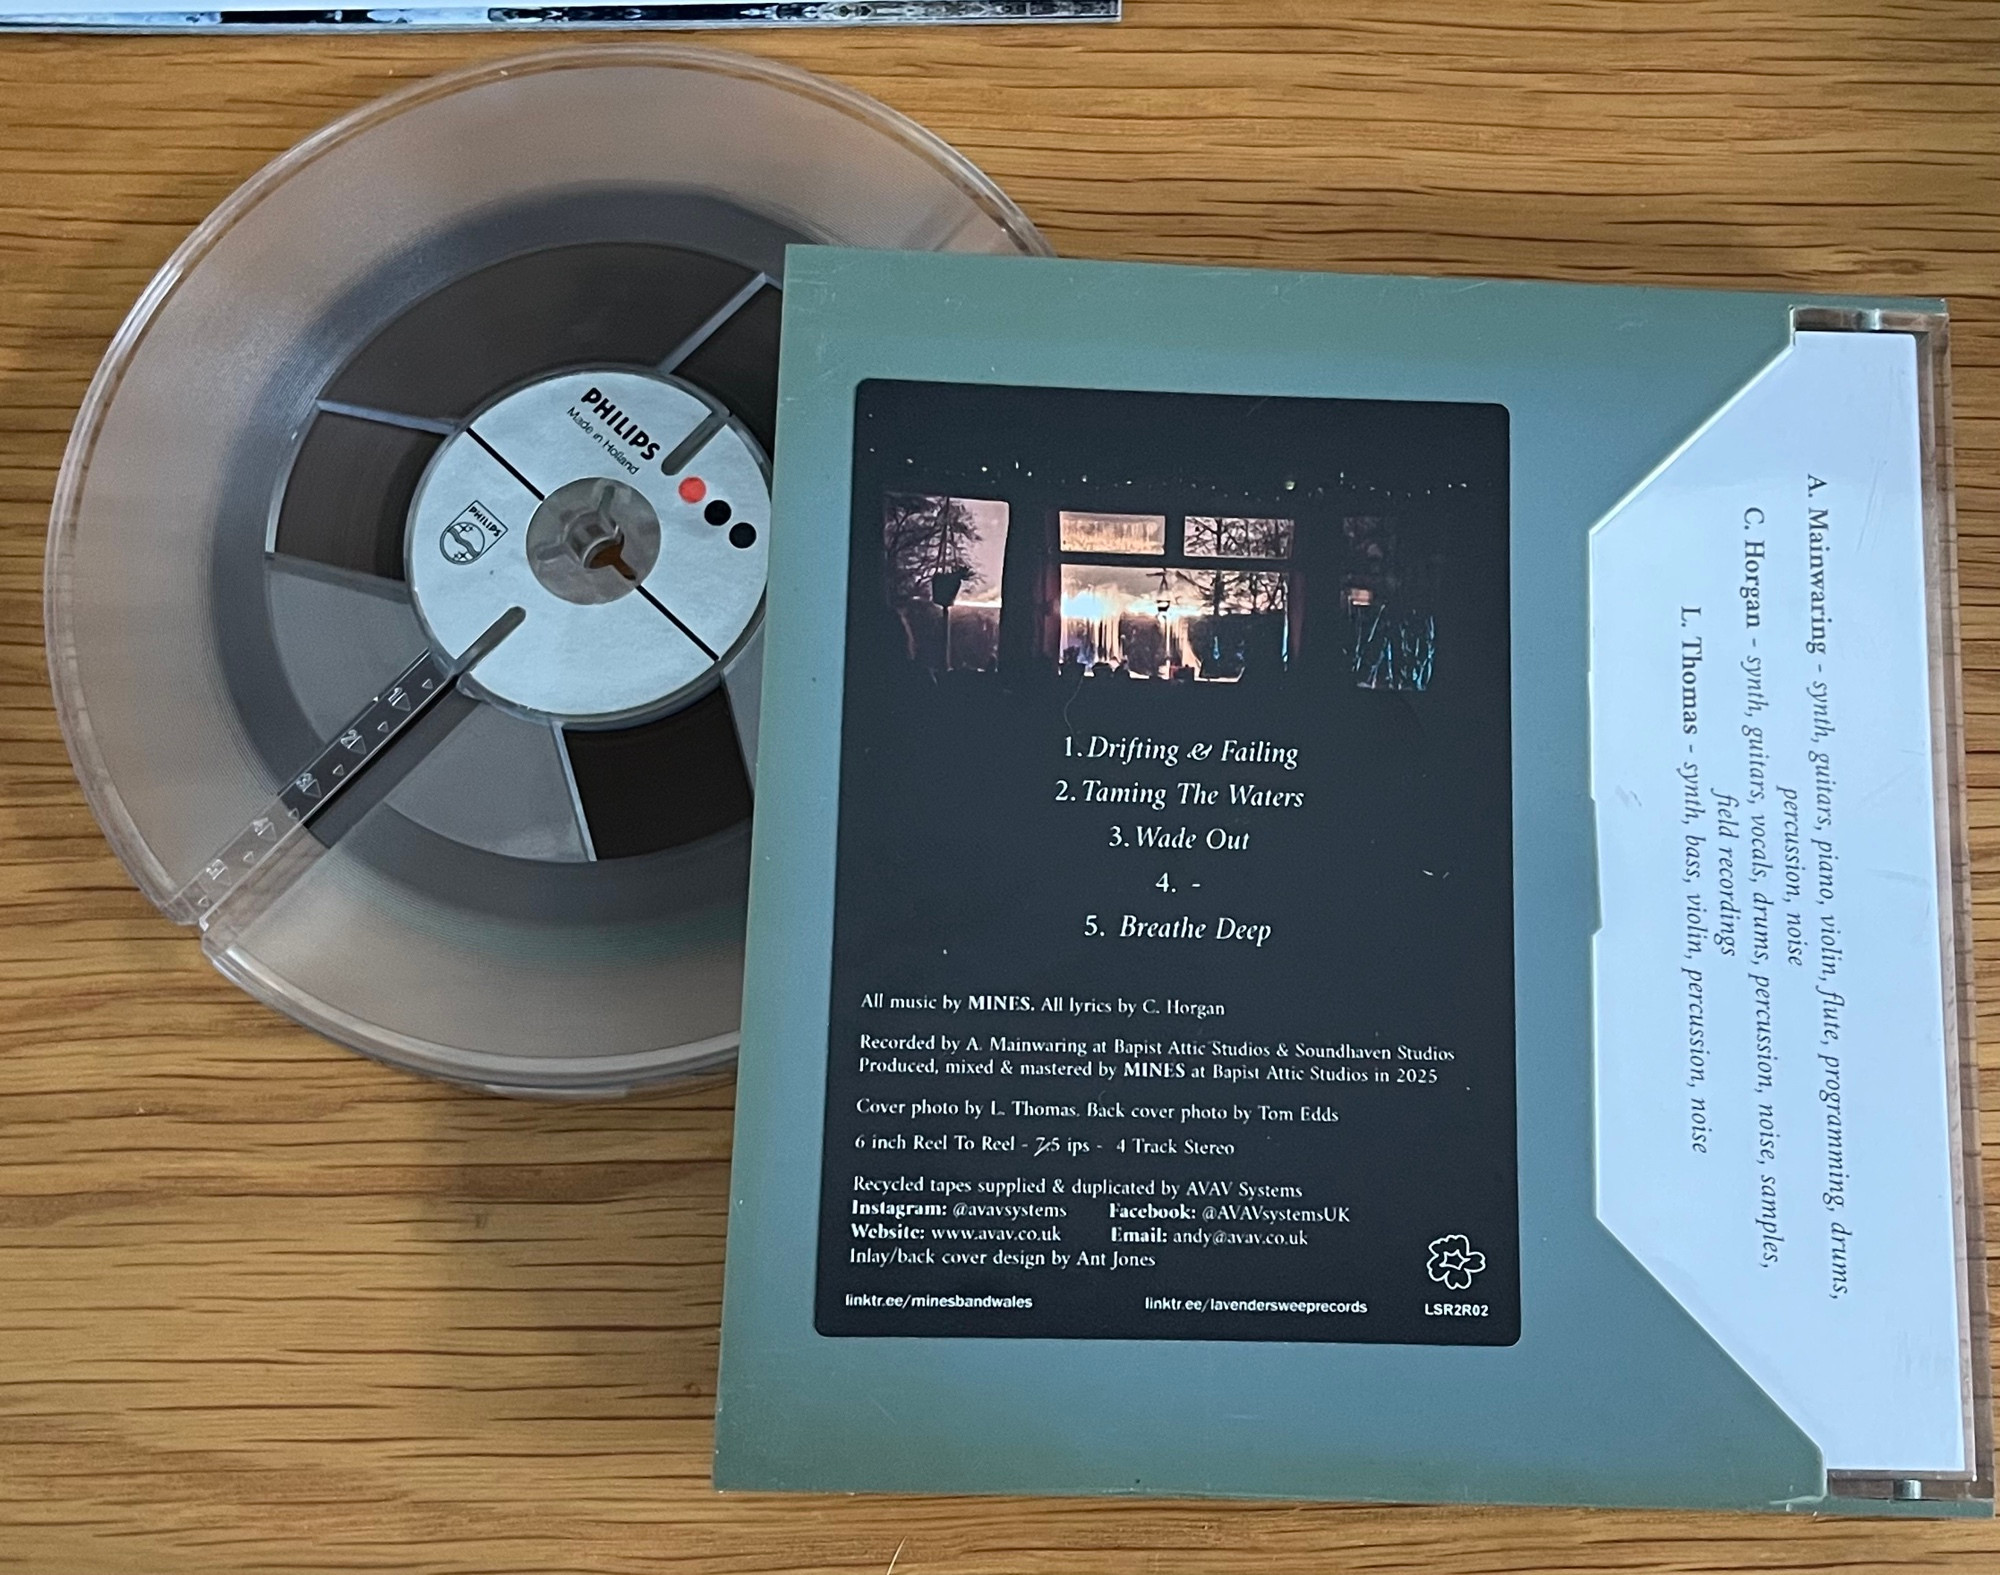 PHILIPS
Made in Holland
PHILIPS
1
2
3
4
5
1. Drifting & Failing
2. Taming The Waters
3. Wade Out
4. -
5. Breathe Deep
All music by MINES. All lyrics by C. Horgan
Recorded by A. Mainwaring at Bapist Attic Studios & Soundhaven Studios
Produced, mixed & mastered by MINES at Bapist Attic Studios in 2025
Cover photo by L. Thomas. Back cover photo by Tom Edds
6 inch Reel To Reel - 7.5 ips - 4 Track Stereo
Recycled tapes supplied & duplicated by AVAV Systems
Instagram: @avavsystems Facebook: @AVAVsystemsUK
Website: www.avav.co.uk Email: andy@avav.co.uk
Inlay/back cover design by Ant Jones
linktr.ee/minesbandwales linktr.ee/lavendersweeprecords LSR2R02
A. Mainwaring - synth, guitars, piano, violin, flute, programming, drums,
percussion, noise
C. Horgan - synth, guitars, vocals, drums, percussion, noise, samples,
field recordings
L. Thomas - synth, bass, violin, percussion, noise